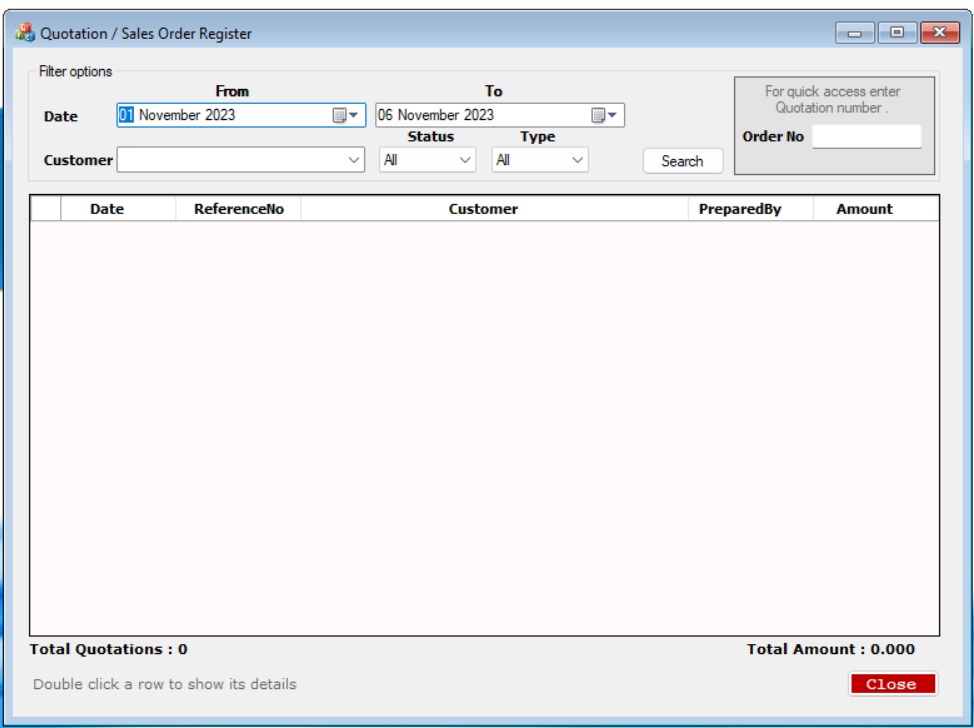 Quotation / Sales Order Register
Filter options
From To
Date 01 November 2023 06 November 2023
Status Type
Customer All All Search
For quick access enter
Quotation number .
Order No
Date ReferenceNo Customer PreparedBy Amount
Total Quotations : 0 Total Amount : 0.000
Double click a row to show its details Close